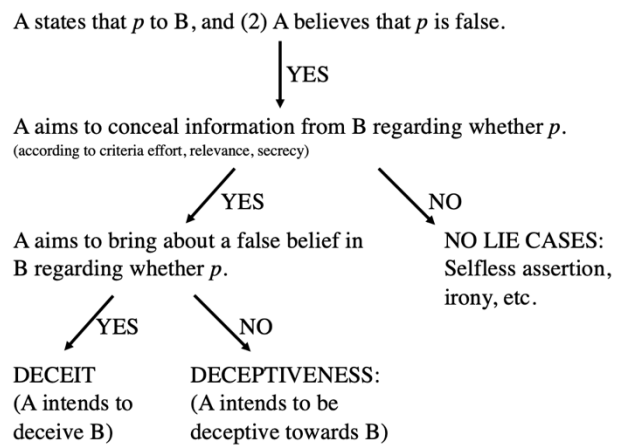 A states that p to B, and (2) A believes that p is false.
YES
A aims to conceal information from B regarding whether p.
(according to criteria effort, relevance, secrecy)
YES
NO
A aims to bring about a false belief in
B regarding whether p.
NO LIE CASES:
Selfless assertion,
irony, etc.
YES
NO
DECEIT
(A intends to
deceive B)
DECEPTIVENESS:
(A intends to be
deceptive towards B)